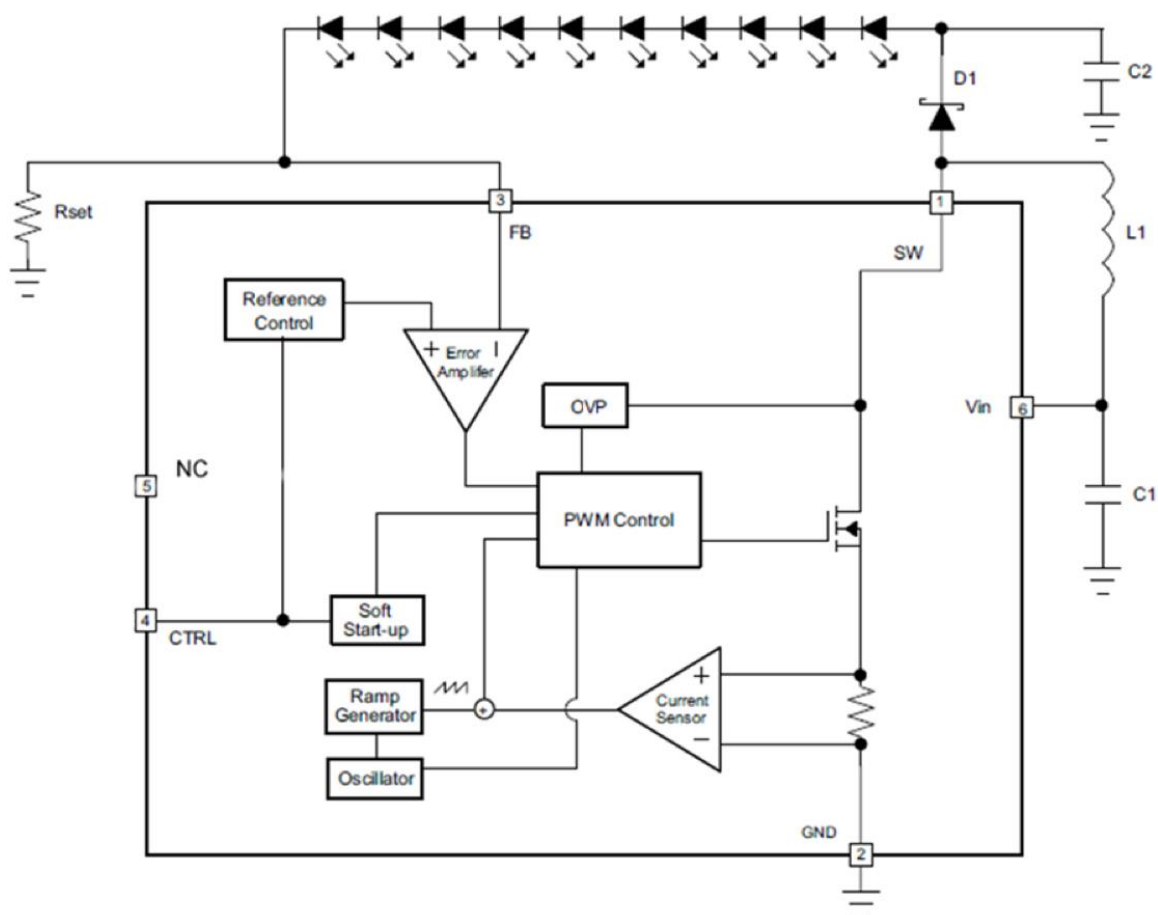 D1
C2
Rset
3
FB
1
SW
L1
Reference
Control
+ Error
Amplifer
OVP
Vin
6
NC
5
PWM Control
C1
4
CTRL
Soft
Start-up
Ramp
Generator
+
+
Current
Sensor
−
Oscillator
GND
2